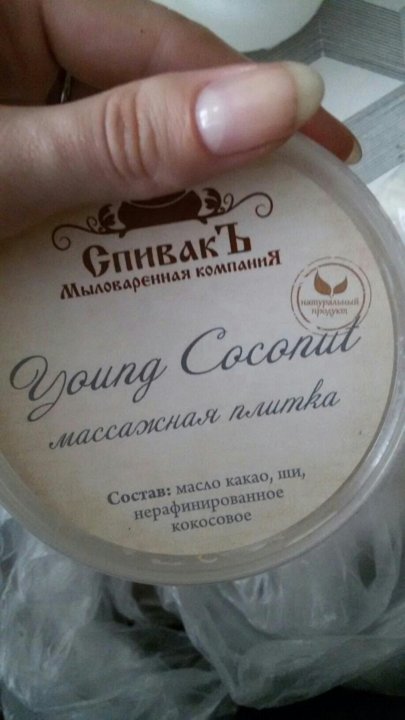 СпивакЪ
Мыловаренная компаниЯ
натуральный
продукт
Young Coconut
массажная плитка
Состав: масло какао, ши,
нерафинированное
кокосовое